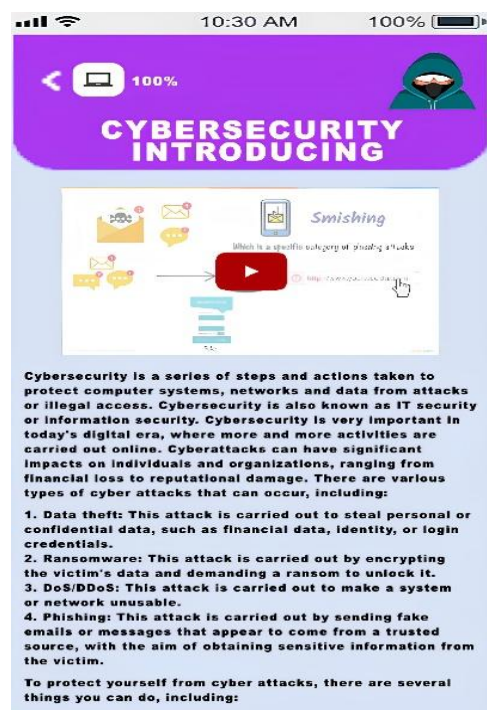 10:30 AM
100%
100%
CYBERSECURITY
INTRODUCING
Smishing
Which is a specific category of phishing attacks
Cybersecurity is a series of steps and actions taken to
protect computer systems, networks and data from attacks
or illegal access. Cybersecurity is also known as IT security
or information security. Cybersecurity is very important in
today's digital era, where more and more activities are
carried out online. Cyberattacks can have significant
impacts on individuals and organizations, ranging from
financial loss to reputational damage. There are various
types of cyber attacks that can occur, including:
1. Data theft: This attack is carried out to steal personal or
confidential data, such as financial data, identity, or login
credentials.
2. Ransomware: This attack is carried out by encrypting
the victim's data and demanding a ransom to unlock it.
3. DoS/DDoS: This attack is carried out to make a system
or network unusable.
4. Phishing: This attack is carried out by sending fake
emails or messages that appear to come from a trusted
source, with the aim of obtaining sensitive information from
the victim.
To protect yourself from cyber attacks, there are several
things you can do, including: